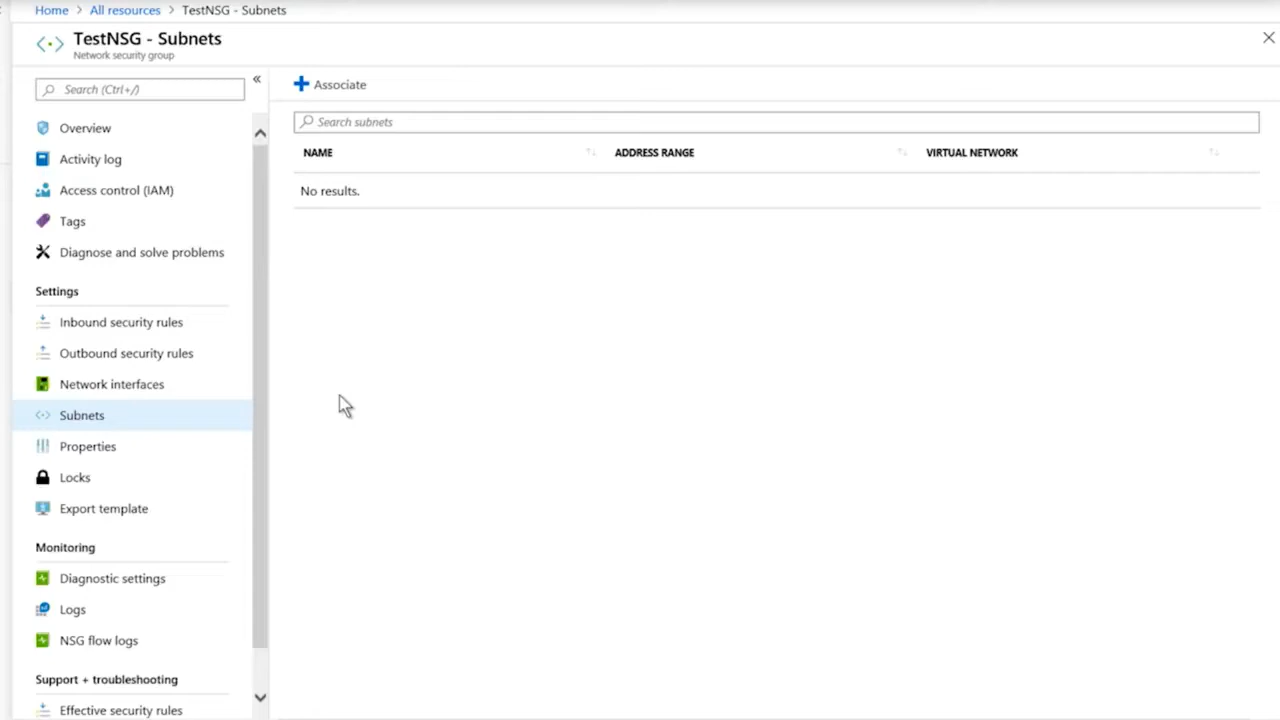 Home > All resources > TestNSG - Subnets
TestNSG - Subnets
Network security group
Search (Ctrl+/)
«
Overview
Activity log
Access control (IAM)
Tags
Diagnose and solve problems
Settings
Inbound security rules
Outbound security rules
Network interfaces
Subnets
Properties
Locks
Export template
Monitoring
Diagnostic settings
Logs
NSG flow logs
Support + troubleshooting
Effective security rules
Associate
Search subnets
NAME ADDRESS RANGE VIRTUAL NETWORK
No results.